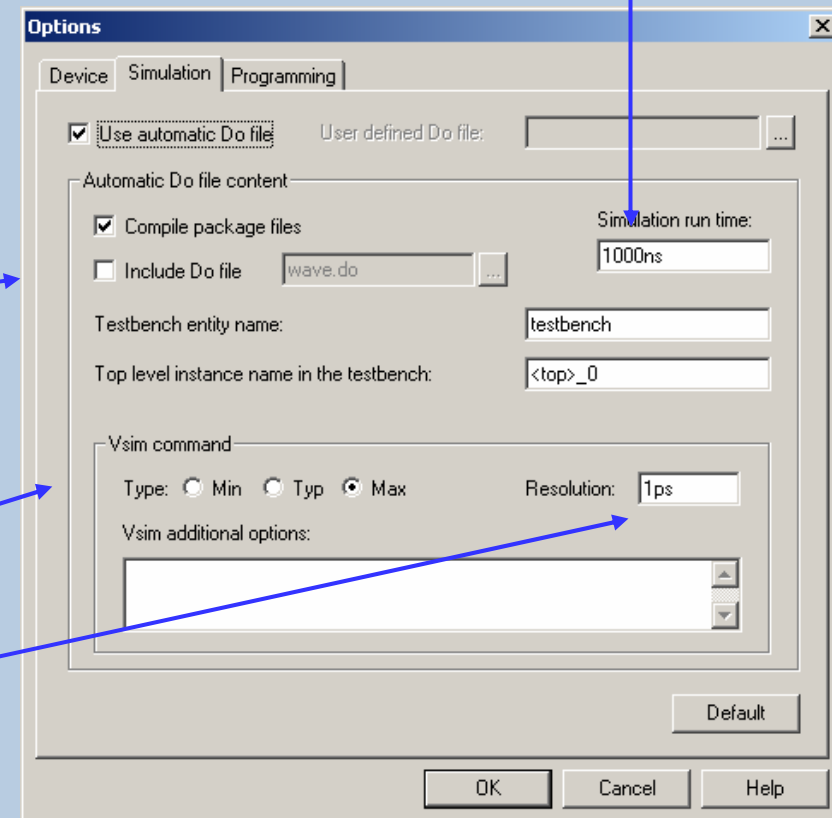 Options
Device Simulation Programming
Use automatic Do file User defined Do file: ...
Automatic Do file content
Compile package files Simulation run time:
1000ns
Include Do file wave.do ...
Testbench entity name: testbench
Top level instance name in the testbench: <top>_0
Vsim command
Type: Min Typ Max Resolution: 1ps
Vsim additional options:
Default
OK Cancel Help